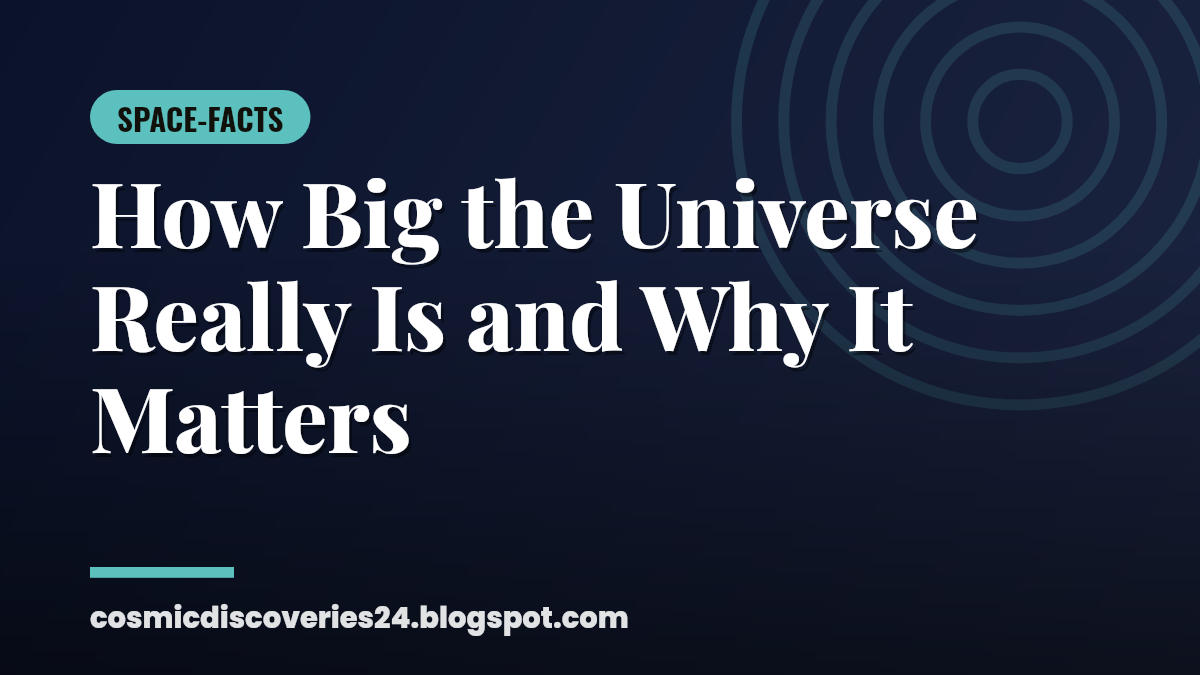 SPACE-FACTS
How Big the Universe
Really Is and Why It
Matters
cosmicdiscoveries24.blogspot.com